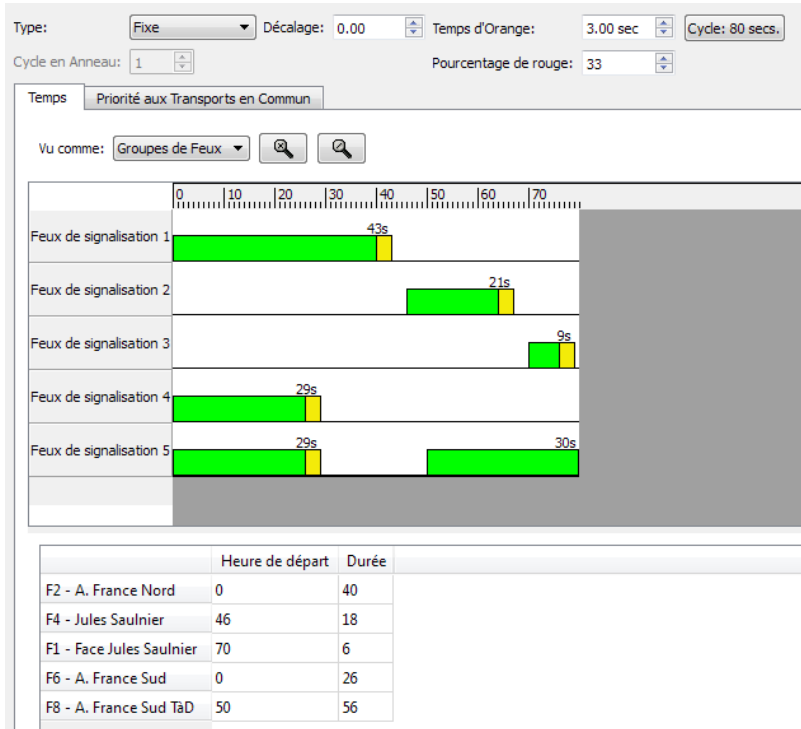 Type: Fixe Décalage: 0.00 Temps d'Orange: 3.00 sec Cycle: 80 secs.
Cycle en Anneau: 1 Pourcentage de rouge: 33
Temps Priorité aux Transports en Commun
Vu comme: Groupes de Feux
0 10 20 30 40 50 60 70
43s
Feux de signalisation 1
21s
Feux de signalisation 2
9s
Feux de signalisation 3
29s
Feux de signalisation 4
29s 30s
Feux de signalisation 5
Heure de départ Durée
F2 - A. France Nord 0 40
F4 - Jules Saulnier 46 18
F1 - Face Jules Saulnier 70 6
F6 - A. France Sud 0 26
F8 - A. France Sud TàD 50 56